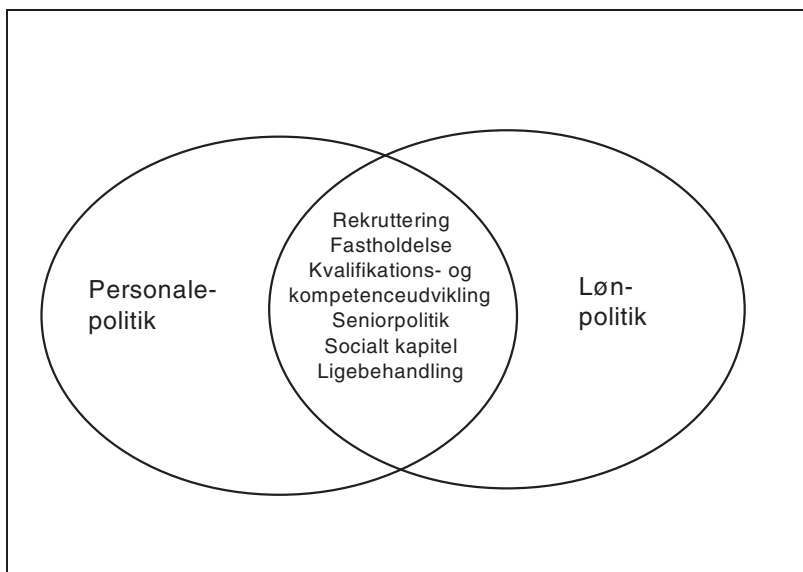 Personale-
politik
Rekruttering
Fastholdelse
Kvalifikations- og
kompetenceudvikling
Seniorpolitik
Socialt kapitel
Ligebehandling
Løn-
politik